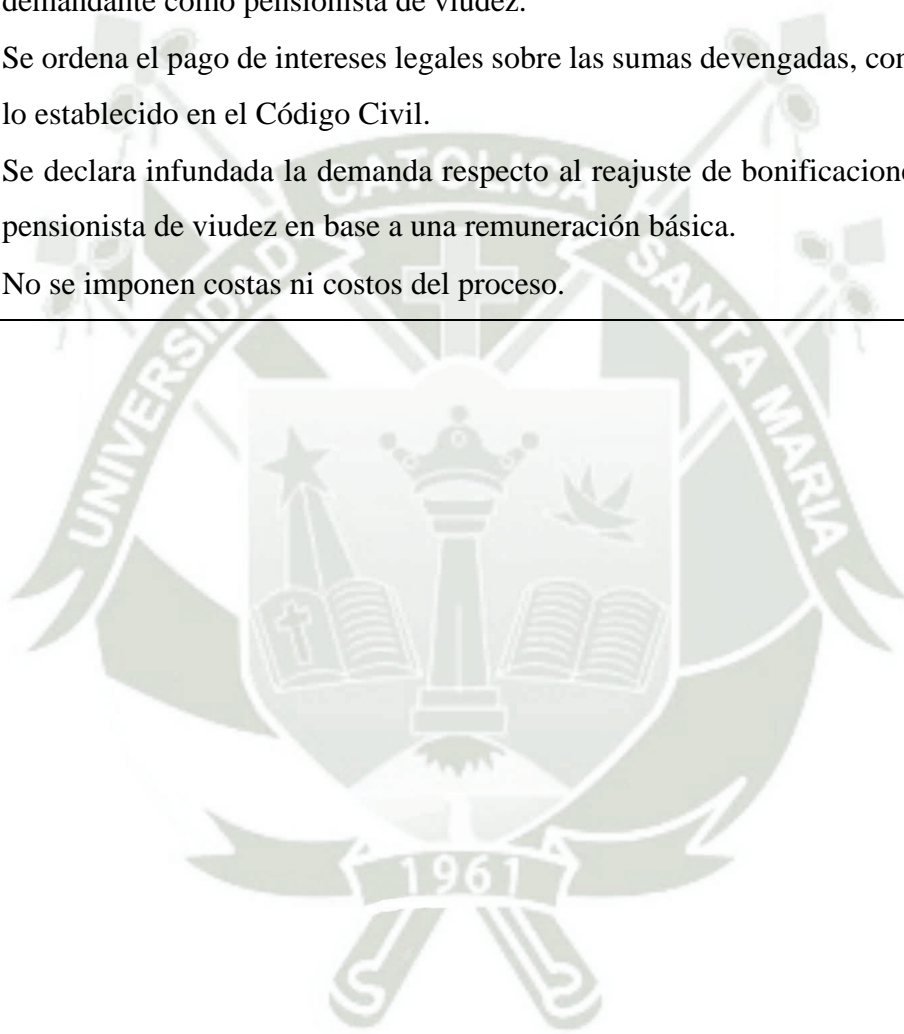 demandante como pensionista de viudez.
Se ordena el pago de intereses legales sobre las sumas devengadas,
lo establecido en el Código Civil.
Se declara infundada la demanda respecto al reajuste de
pensionista de viudez en base a una remuneración básica.
No se imponen costas ni costos del proceso.
UNIVERSIDAD CATOLICA SANTA MARIA
1961